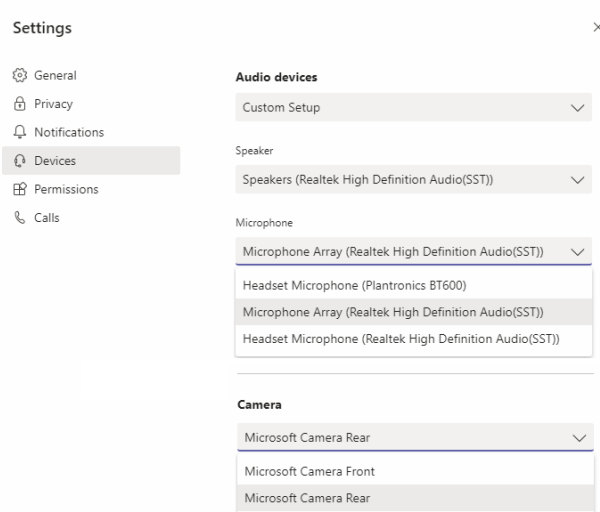 Settings
General
Privacy
Notifications
Devices
Permissions
Calls
Audio devices
Custom Setup
Speaker
Speakers (Realtek High Definition Audio(SST))
Microphone
Microphone Array (Realtek High Definition Audio(SST))
Headset Microphone (Plantronics BT600)
Microphone Array (Realtek High Definition Audio(SST))
Headset Microphone (Realtek High Definition Audio(SST))
Camera
Microsoft Camera Rear
Microsoft Camera Front
Microsoft Camera Rear